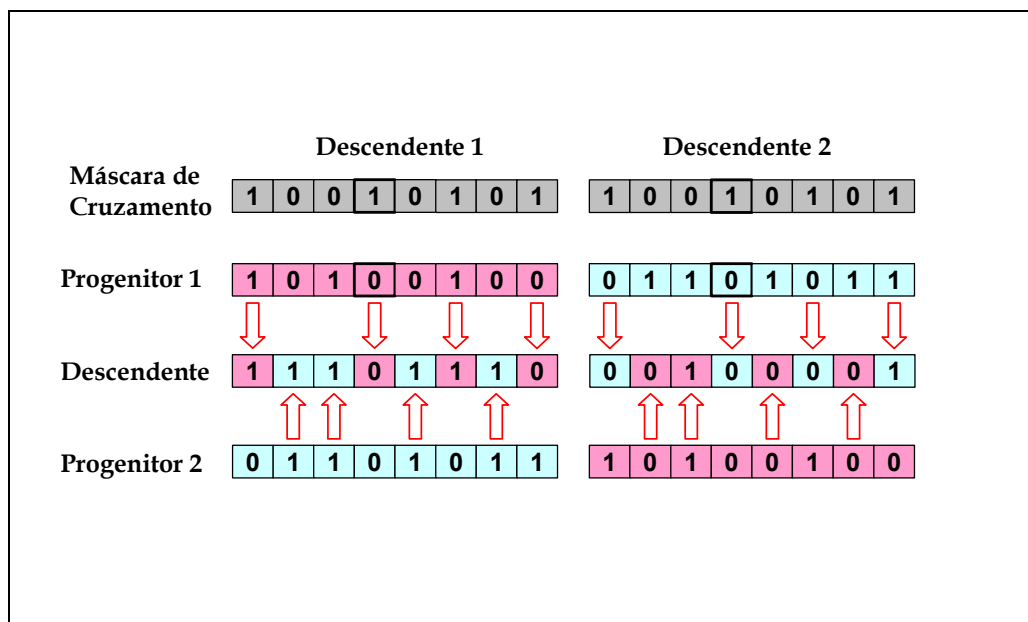 Descendente 1 Descendente 2
Máscara de
Cruzamento
1 0 0 1 0 1 0 1 1 0 0 1 0 1 0 1
Progenitor 1 1 0 1 0 0 1 0 0 0 1 1 0 1 0 1 1
Descendente 1 1 1 0 1 1 1 0 0 0 1 0 0 0 0 1
Progenitor 2 0 1 1 0 1 0 1 1 1 0 1 0 0 1 0 0